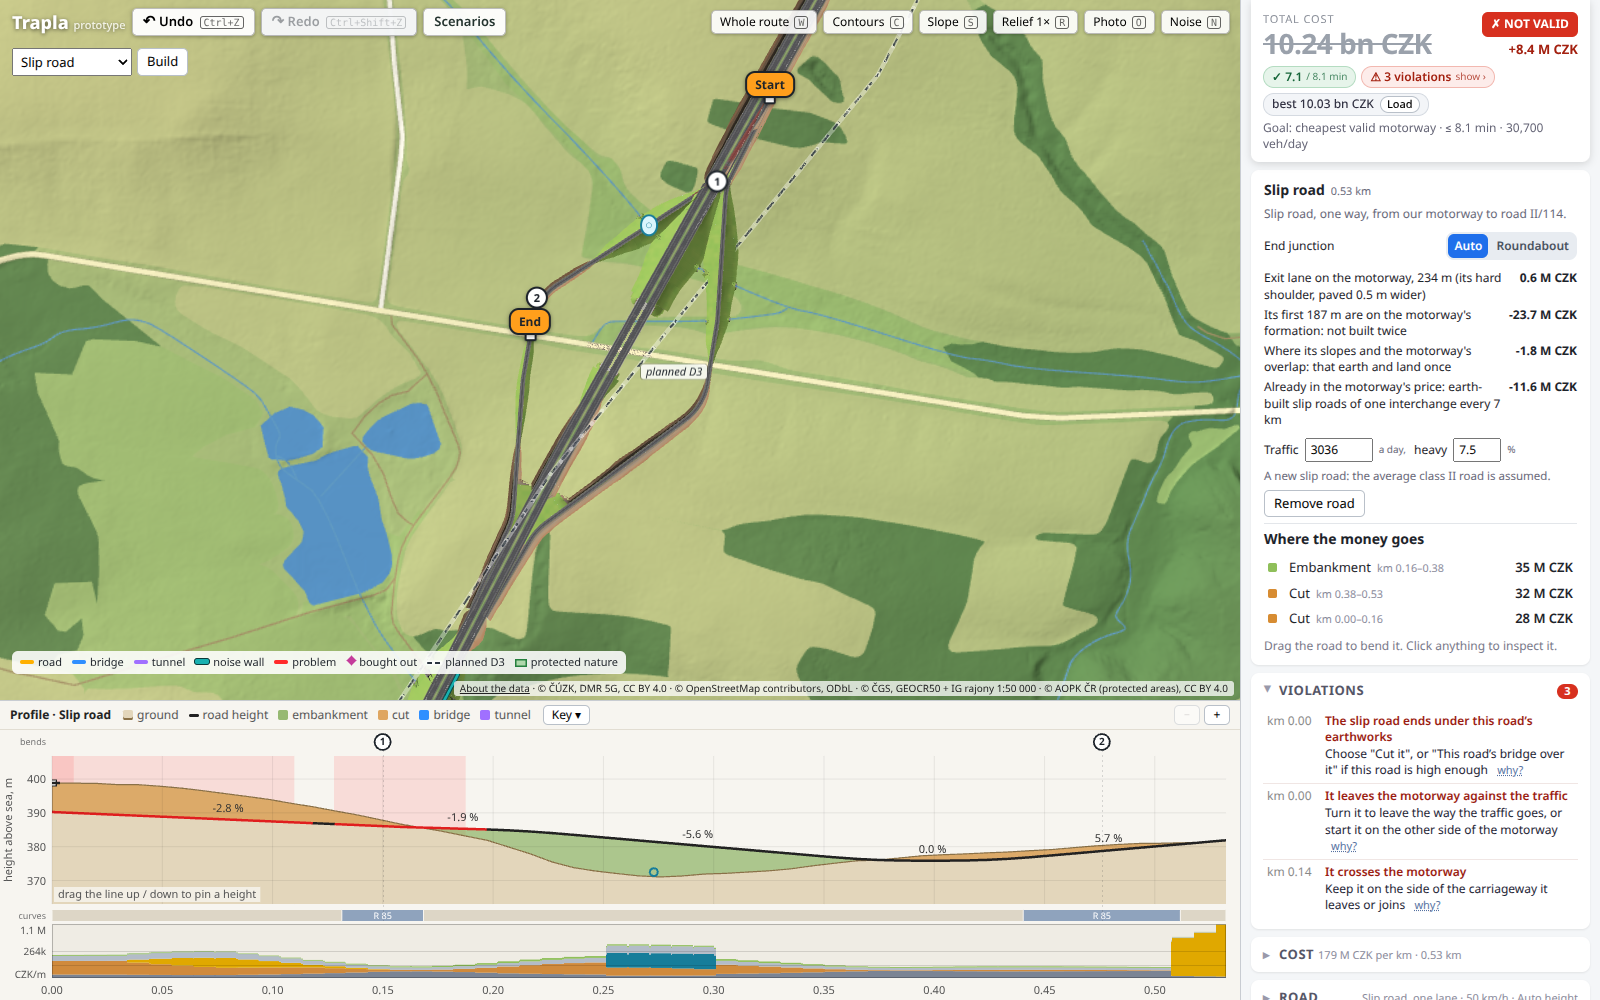 Trapla prototype
↶ Undo Ctrl+Z
↷ Redo Ctrl+Shift+Z
Scenarios
Whole route W
Contours C
Slope S
Relief 1× R
Photo O
Noise N
Slip road
Build
Start
1
2
End
planned D3
road
bridge
tunnel
noise wall
problem
bought out
planned D3
protected nature
About the data · © ČÚZK, DMR 5G, CC BY 4.0 · © OpenStreetMap contributors, ODbL · © ČGS, GEOCR50 + IG rajony 1:50 000 · © AOPK ČR (protected areas), CC BY 4.0
TOTAL COST
✗ NOT VALID
10.24 bn CZK
+8.4 M CZK
✓ 7.1 / 8.1 min
⚠ 3 violations show ›
best 10.03 bn CZK Load
Goal: cheapest valid motorway · ≤ 8.1 min · 30,700
veh/day
Slip road 0.53 km
Slip road, one way, from our motorway to road II/114.
End junction Auto Roundabout
Exit lane on the motorway, 234 m (its hard 0.6 M CZK
shoulder, paved 0.5 m wider)
Its first 187 m are on the motorway's -23.7 M CZK
formation: not built twice
Where its slopes and the motorway's -1.8 M CZK
overlap: that earth and land once
Already in the motorway's price: earth- -11.6 M CZK
built slip roads of one interchange every 7
km
Traffic 3036 a day, heavy 7.5 %
A new slip road: the average class II road is assumed.
Remove road
Where the money goes
Embankment km 0.16–0.38 35 M CZK
Cut km 0.38–0.53 32 M CZK
Cut km 0.00–0.16 28 M CZK
Drag the road to bend it. Click anything to inspect it.
▼ VIOLATIONS 3
km 0.00 The slip road ends under this road's
earthworks
Choose "Cut it", or "This road's bridge over
it" if this road is high enough why?
km 0.00 It leaves the motorway against the traffic
Turn it to leave the way the traffic goes, or
start it on the other side of the motorway
why?
km 0.14 It crosses the motorway
Keep it on the side of the carriageway it
leaves or joins why?
▶ COST 179 M CZK per km · 0.53 km
▶ ROAD Slip road, one lane · 50 km/h · Auto height
Profile · Slip road
ground
road height
embankment
cut
bridge
tunnel
Key ▾
−
+
bends
1
2
height above sea, m
400
390
380
370
-2.8 %
-1.9 %
-5.6 %
0.0 %
5.7 %
drag the line up / down to pin a height
curves
R 85
R 85
1.1 M
264k
CZK/m
0.00 0.05 0.10 0.15 0.20 0.25 0.30 0.35 0.40 0.45 0.50